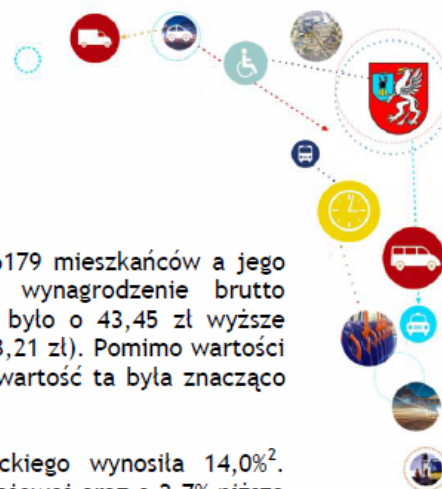 6179 mieszkańców a jego
wynagrodzenie brutto
było o 43,45 zł wyższe
,21 zł). Pomimo wartości
wartość ta była znacząco
ckiego wynosiła 14,0%².